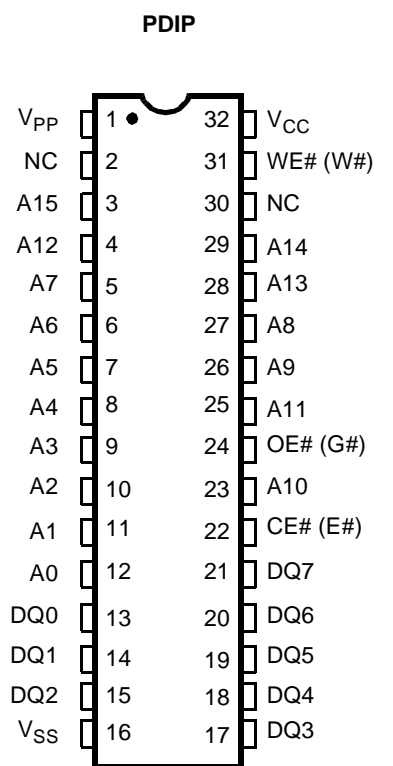 PDIP
VPP 1 32 VCC
NC 2 31 WE# (W#)
A15 3 30 NC
A12 4 29 A14
A7 5 28 A13
A6 6 27 A8
A5 7 26 A9
A4 8 25 A11
A3 9 24 OE# (G#)
A2 10 23 A10
A1 11 22 CE# (E#)
A0 12 21 DQ7
DQ0 13 20 DQ6
DQ1 14 19 DQ5
DQ2 15 18 DQ4
VSS 16 17 DQ3